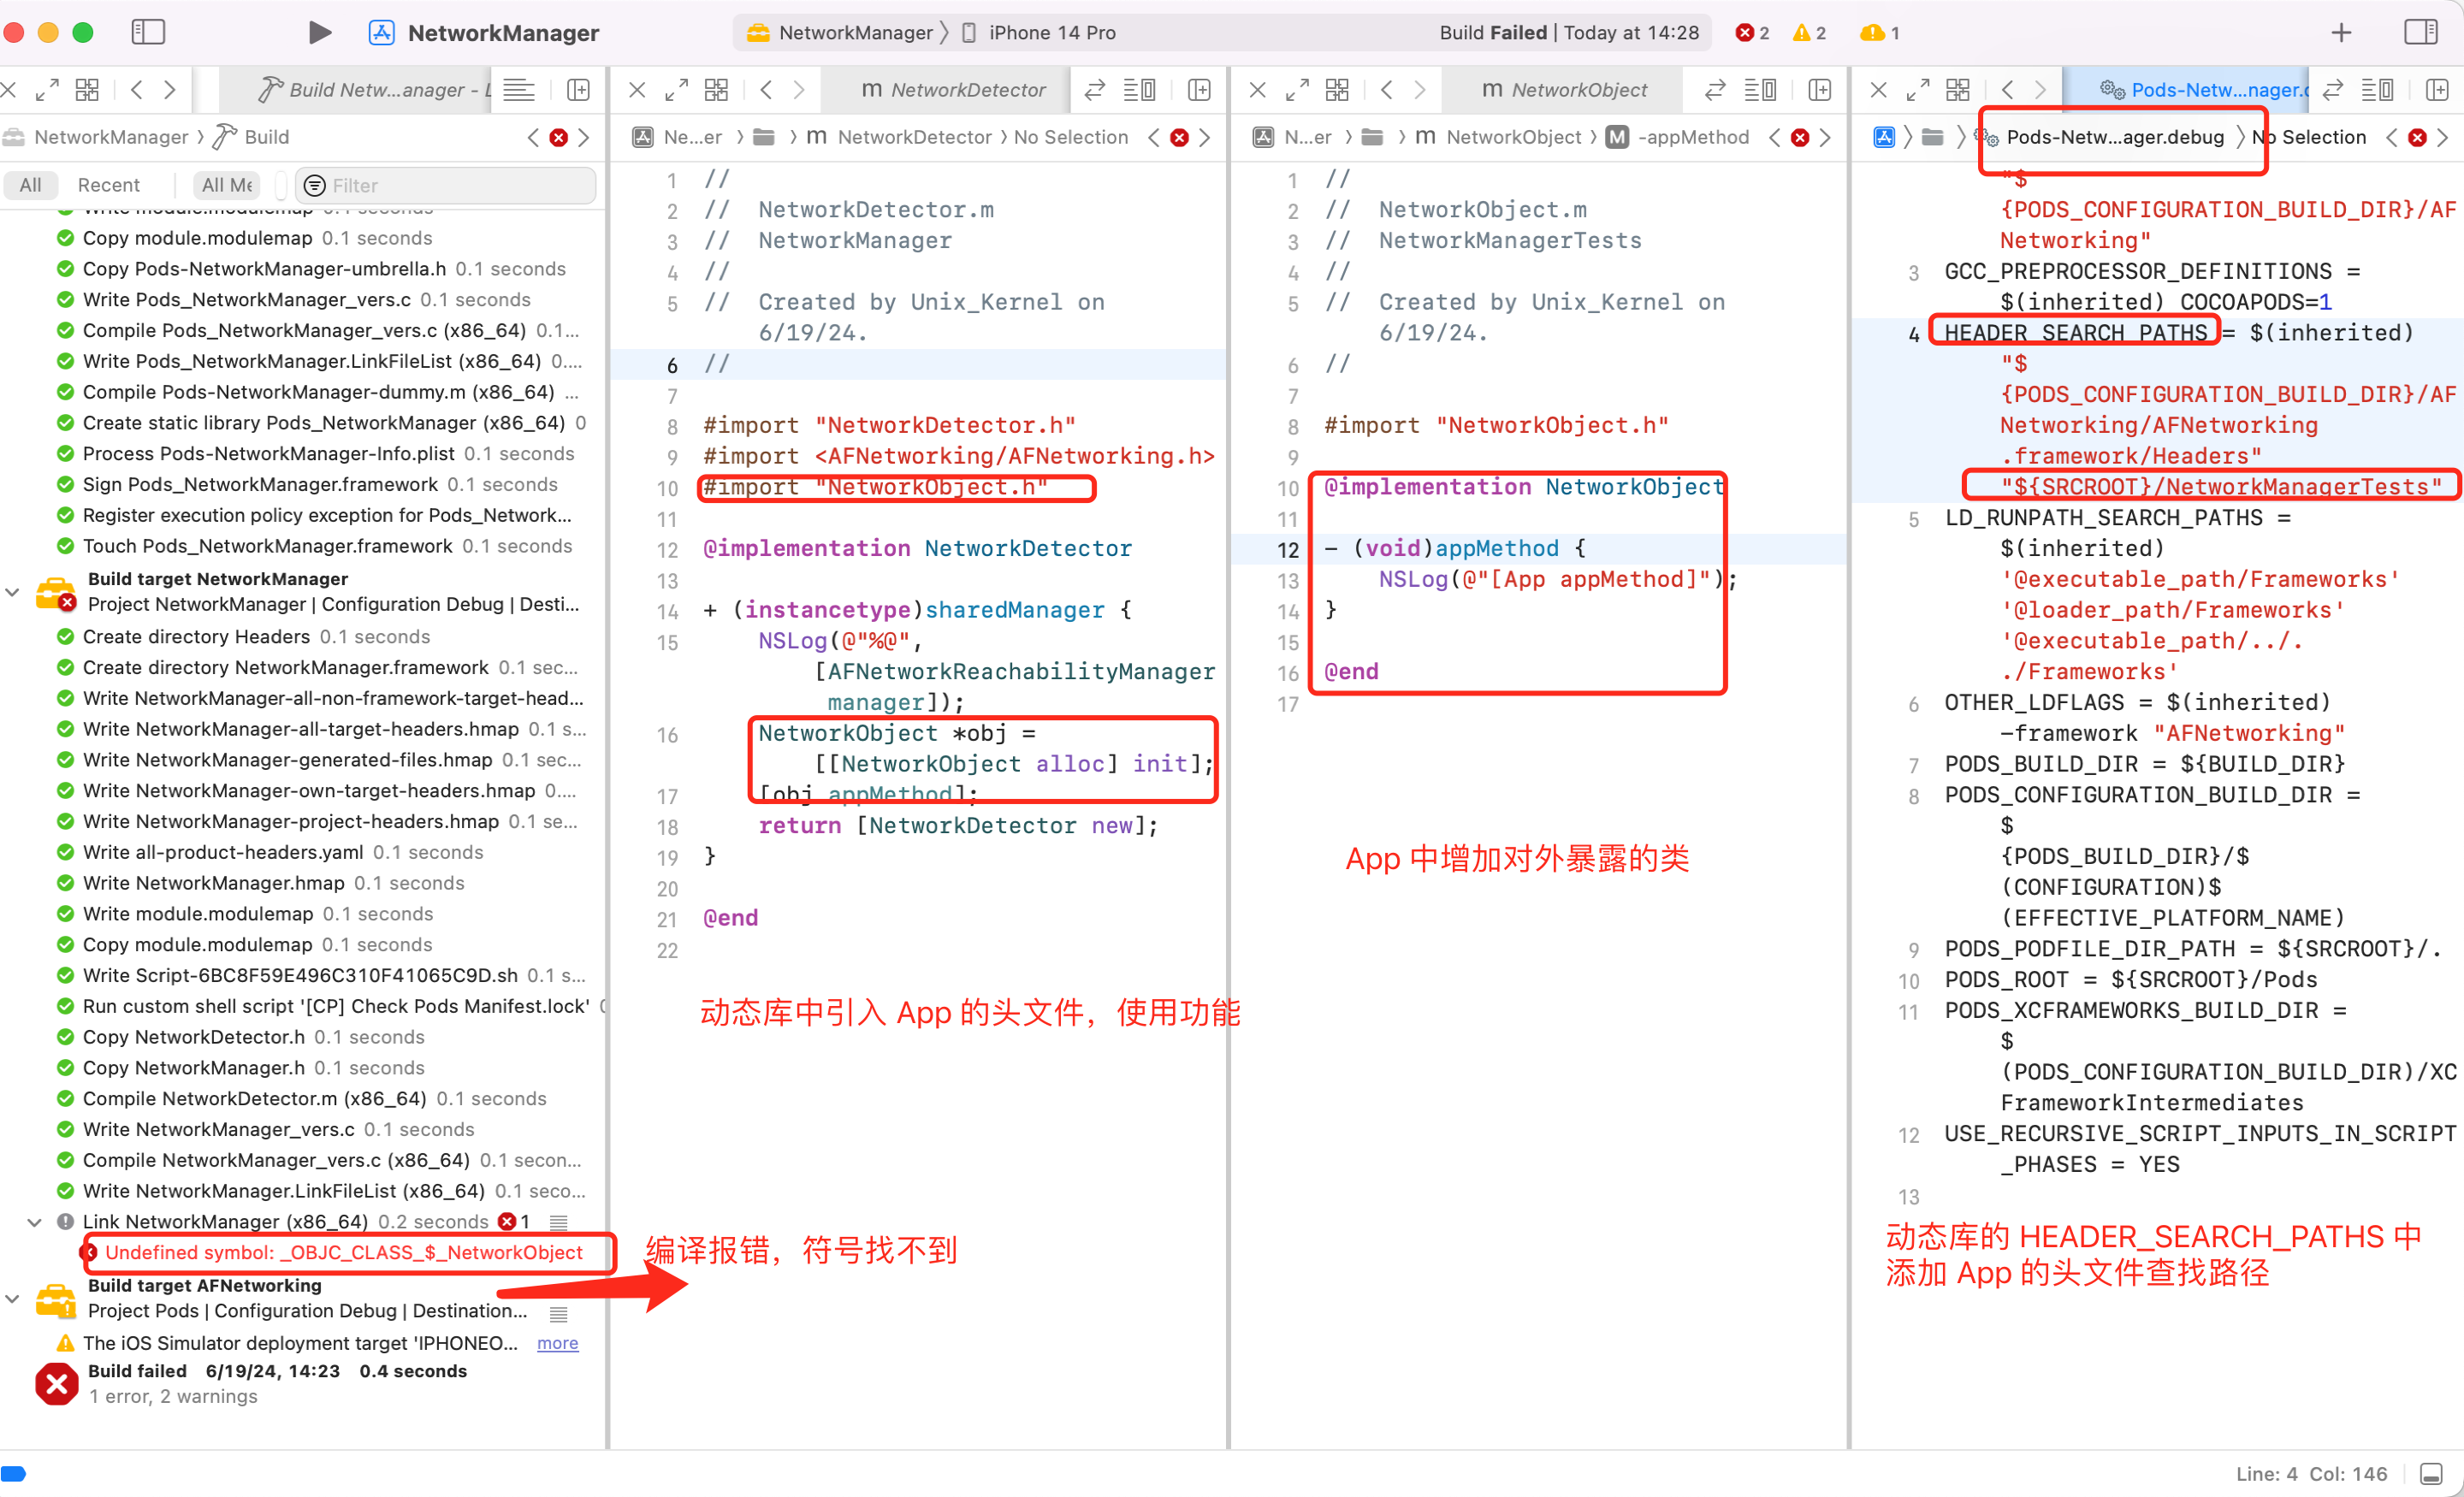 NetworkManager
NetworkManager 〉 iPhone 14 Pro
Build Failed | Today at 14:28
2
2
1
Build Netw...anager -
NetworkManager 〉 Build
All
Recent
All Me
Filter
Write module.modulemap 0.1 seconds
Copy module.modulemap 0.1 seconds
Copy Pods-NetworkManager-umbrella.h 0.1 seconds
Write Pods_NetworkManager_vers.c 0.1 seconds
Compile Pods_NetworkManager_vers.c (x86_64) 0.1...
Write Pods_NetworkManager.LinkFileList (x86_64) 0....
Compile Pods-NetworkManager-dummy.m (x86_64) ...
Create static library Pods_NetworkManager (x86_64) 0
Process Pods-NetworkManager-Info.plist 0.1 seconds
Sign Pods_NetworkManager.framework 0.1 seconds
Register execution policy exception for Pods_Network...
Touch Pods_NetworkManager.framework 0.1 seconds
Build target NetworkManager
Project NetworkManager | Configuration Debug | Desti...
Create directory Headers 0.1 seconds
Create directory NetworkManager.framework 0.1 sec...
Write NetworkManager-all-non-framework-target-head...
Write NetworkManager-all-target-headers.hmap 0.1 s...
Write NetworkManager-generated-files.hmap 0.1 sec...
Write NetworkManager-own-target-headers.hmap 0....
Write NetworkManager-project-headers.hmap 0.1 se...
Write all-product-headers.yaml 0.1 seconds
Write NetworkManager.hmap 0.1 seconds
Write module.modulemap 0.1 seconds
Copy module.modulemap 0.1 seconds
Write Script-6BC8F59E496C310F41065C9D.sh 0.1 s...
Run custom shell script '[CP] Check Pods Manifest.lock'
Copy NetworkDetector.h 0.1 seconds
Copy NetworkManager.h 0.1 seconds
Compile NetworkDetector.m (x86_64) 0.1 seconds
Write NetworkManager_vers.c 0.1 seconds
Compile NetworkManager_vers.c (x86_64) 0.1 secon...
Write NetworkManager.LinkFileList (x86_64) 0.1 seco...
Link NetworkManager (x86_64) 0.2 seconds 1
Undefined symbol: _OBJC_CLASS_$_NetworkObject
Build target AFNetworking
Project Pods | Configuration Debug | Destination...
The iOS Simulator deployment target 'IPHONEO... more
Build failed 6/19/24, 14:23 0.4 seconds
1 error, 2 warnings
编译报错，符号找不到
m NetworkDetector
Ne...er 〉 〉 m NetworkDetector 〉 No Selection
1 //
2 //  NetworkDetector.m
3 //  NetworkManager
4 //
5 //  Created by Unix_Kernel on
6/19/24.
6 //
7
8 #import "NetworkDetector.h"
9 #import <AFNetworking/AFNetworking.h>
10 #import "NetworkObject.h"
11
12 @implementation NetworkDetector
13
14 + (instancetype)sharedManager {
15 NSLog(@"%@",
[AFNetworkReachabilityManager
manager]);
16 NetworkObject *obj =
[[NetworkObject alloc] init];
17 [obj appMethod];
18 return [NetworkDetector new];
19 }
20
21 @end
22
动态库中引入 App 的头文件，使用功能
m NetworkObject
N...er 〉 〉 m NetworkObject 〉 M -appMethod
1 //
2 //  NetworkObject.m
3 //  NetworkManagerTests
4 //
5 //  Created by Unix_Kernel on
6/19/24.
6 //
7
8 #import "NetworkObject.h"
9
10 @implementation NetworkObject
11
12 - (void)appMethod {
13 NSLog(@"[App appMethod]");
14 }
15
16 @end
17
App 中增加对外暴露的类
Pods-Netw...nager.
Pods-Netw...ager.debug 〉 No Selection
"$
{PODS_CONFIGURATION_BUILD_DIR}/AF
Networking"
3 GCC_PREPROCESSOR_DEFINITIONS =
$(inherited) COCOAPODS=1
4 HEADER_SEARCH_PATHS = $(inherited)
"$
{PODS_CONFIGURATION_BUILD_DIR}/AF
Networking/AFNetworking
.framework/Headers"
"${SRCROOT}/NetworkManagerTests"
5 LD_RUNPATH_SEARCH_PATHS =
$(inherited)
'@executable_path/Frameworks'
'@loader_path/Frameworks'
'@executable_path/../.
./Frameworks'
6 OTHER_LDFLAGS = $(inherited)
-framework "AFNetworking"
7 PODS_BUILD_DIR = ${BUILD_DIR}
8 PODS_CONFIGURATION_BUILD_DIR =
$
{PODS_BUILD_DIR}/$
(CONFIGURATION)$
(EFFECTIVE_PLATFORM_NAME)
9 PODS_PODFILE_DIR_PATH = ${SRCROOT}/.
10 PODS_ROOT = ${SRCROOT}/Pods
11 PODS_XCFRAMEWORKS_BUILD_DIR =
$
(PODS_CONFIGURATION_BUILD_DIR)/XC
FrameworkIntermediates
12 USE_RECURSIVE_SCRIPT_INPUTS_IN_SCRIPT
_PHASES = YES
13
动态库的 HEADER_SEARCH_PATHS 中
添加 App 的头文件查找路径
Line: 4 Col: 146